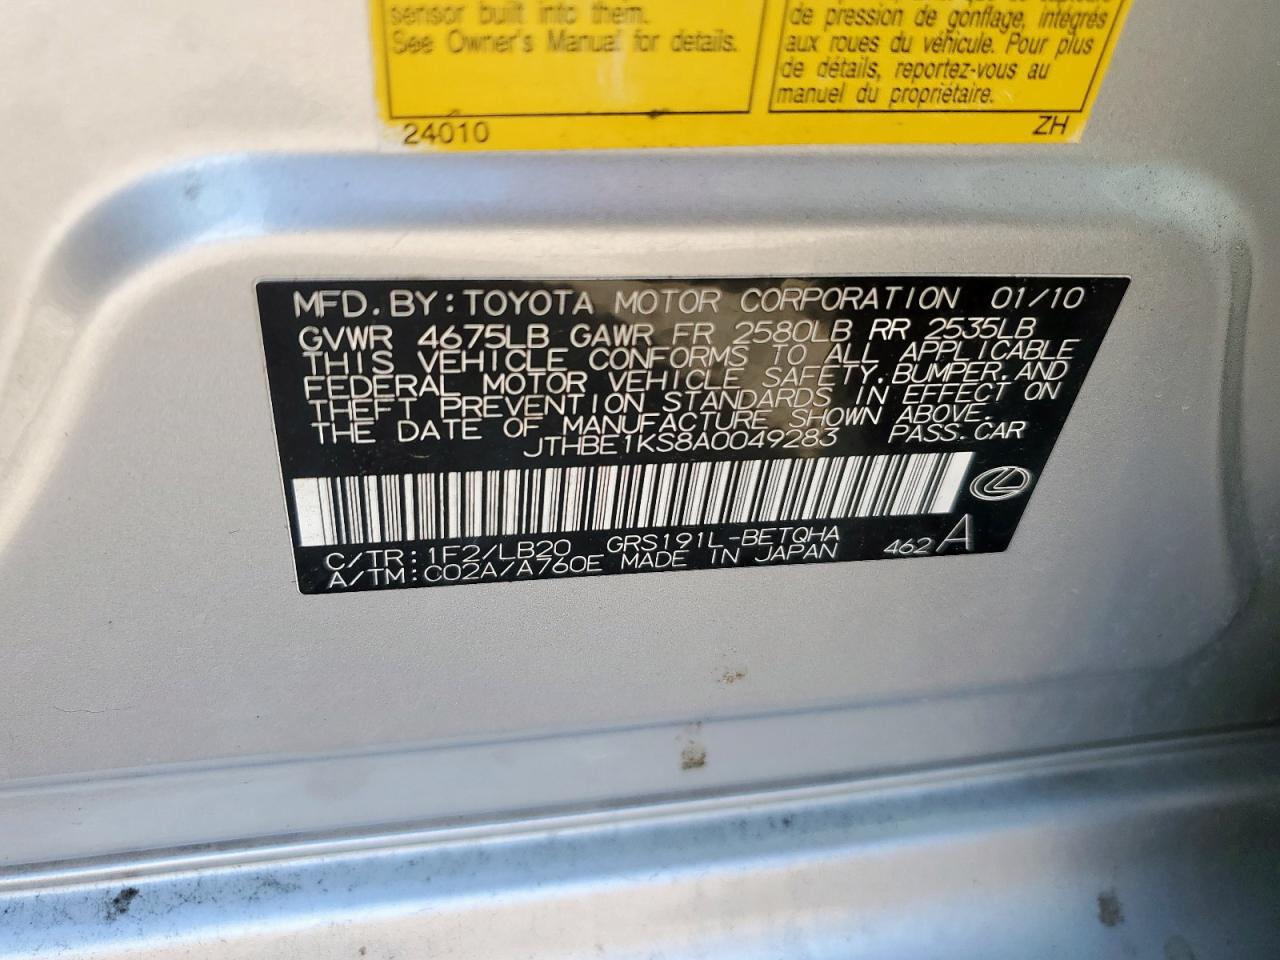 sensor built into them.
See Owner's Manual for details.
de pression de gonflage, intégrés
aux roues du véhicule. Pour plus
de détails, reportez-vous au
manuel du propriétaire.
24010 ZH
MFD. BY: TOYOTA MOTOR CORPORATION 01/10
GVWR 4675LB GAWR FR 2580LB RR 2535LB
THIS VEHICLE CONFORMS TO ALL APPLICABLE
FEDERAL MOTOR VEHICLE SAFETY, BUMPER, AND
THEFT PREVENTION STANDARDS IN EFFECT ON
THE DATE OF MANUFACTURE SHOWN ABOVE.
JTHBE1KS8A0049283 PASS. CAR
C/TR: 1F2/LB20 GRS191L-BETQHA
A/TM: C02A/A760E MADE IN JAPAN 462 A